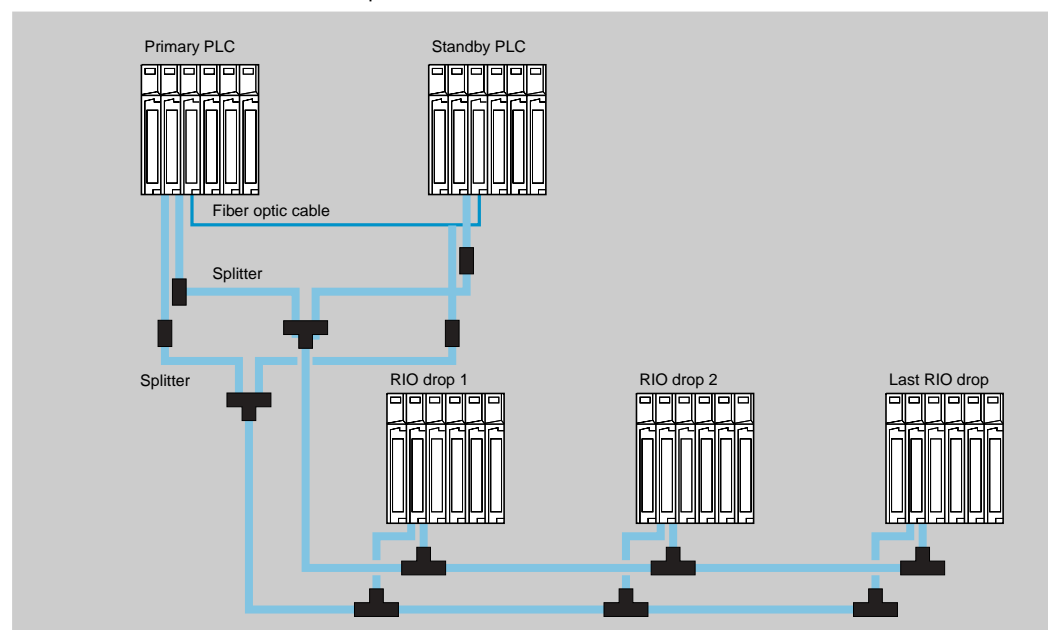 Primary PLC
Standby PLC
Fiber optic cable
Splitter
Splitter
RIO drop 1
RIO drop 2
Last RIO drop